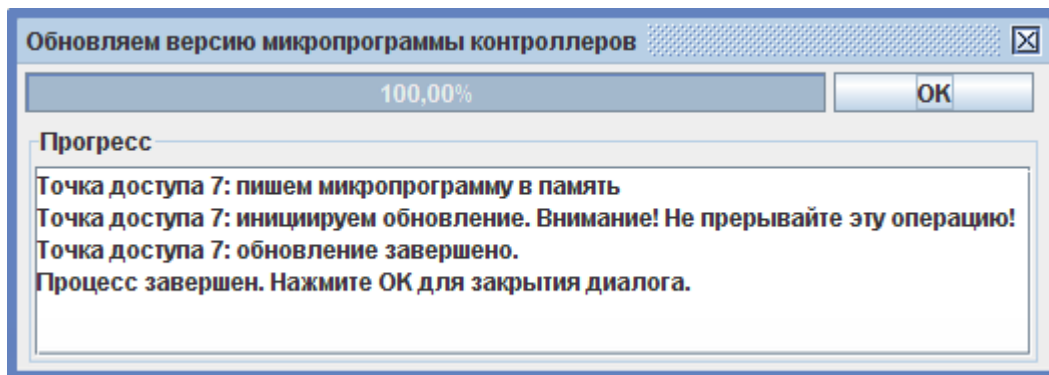 Обновляем версию микропрограммы контроллеров
100,00%
OK
Прогресс
Точка доступа 7: пишем микропрограмму в память
Точка доступа 7: инициируем обновление. Внимание! Не прерывайте эту операцию!
Точка доступа 7: обновление завершено.
Процесс завершен. Нажмите ОК для закрытия диалога.